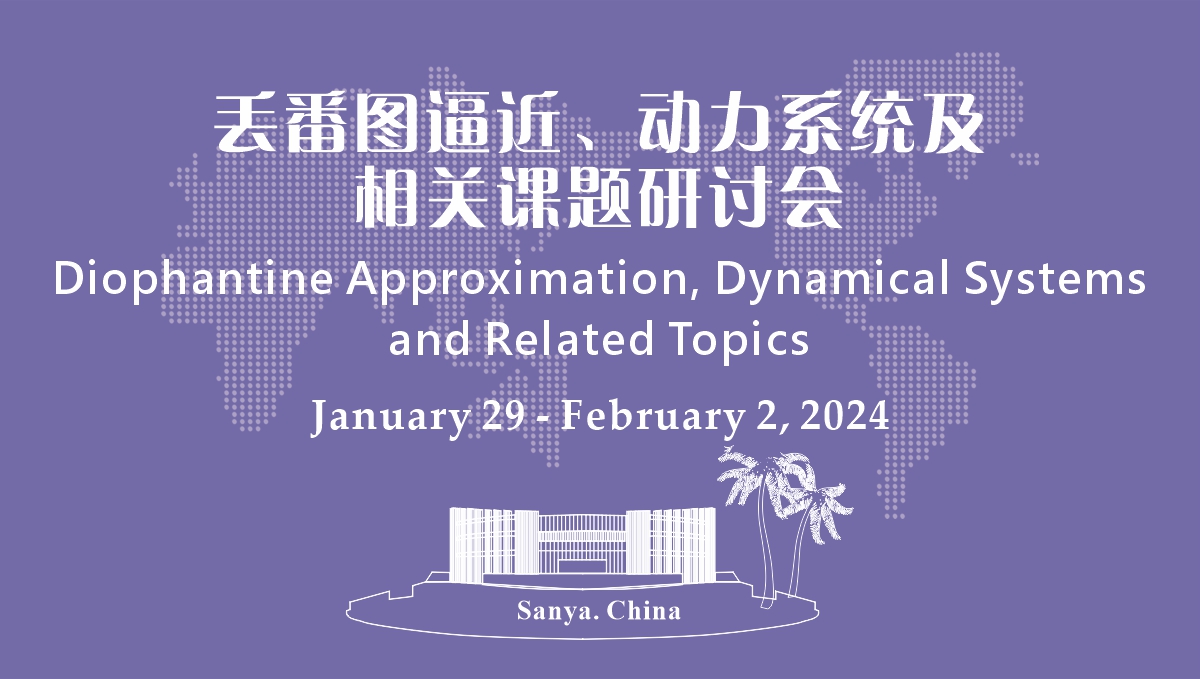 丢番图逼近、动力系统及
相关课题研讨会
Diophantine Approximation, Dynamical Systems
and Related Topics
January 29 - February 2, 2024
Sanya. China